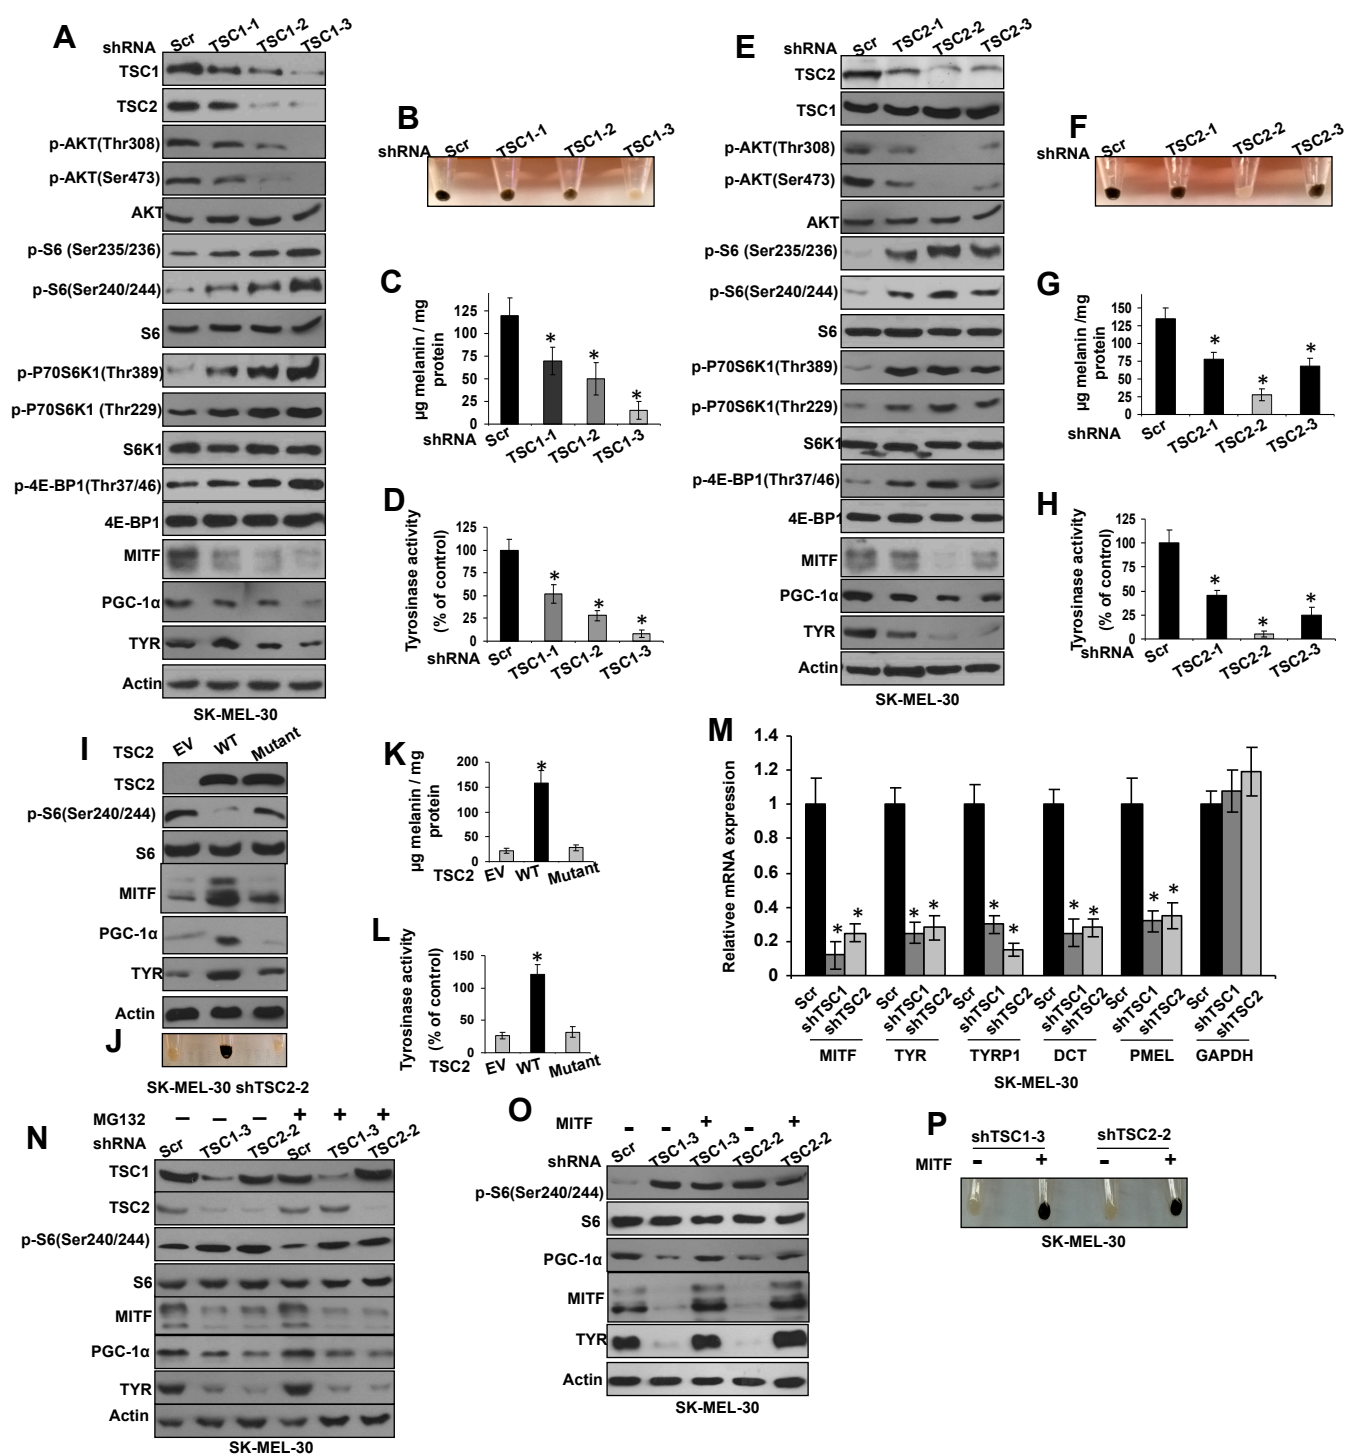 A
shRNA Scr TSC1-1 TSC1-2 TSC1-3
TSC1
TSC2
p-AKT(Thr308)
p-AKT(Ser473)
AKT
p-S6 (Ser235/236)
p-S6(Ser240/244)
S6
p-P70S6K1(Thr389)
p-P70S6K1 (Thr229)
S6K1
p-4E-BP1(Thr37/46)
4E-BP1
MITF
PGC-1α
TYR
Actin
SK-MEL-30
B
shRNA Scr TSC1-1 TSC1-2 TSC1-3
C
µg melanin / mg
protein
125
100
75
50
25
0
* * *
shRNA Scr TSC1-1 TSC1-2 TSC1-3
D
Tyrosinase activity
(% of control)
125
100
75
50
25
0
* * *
shRNA Scr TSC1-1 TSC1-2 TSC1-3
E
shRNA Scr TSC2-1 TSC2-2 TSC2-3
TSC2
TSC1
p-AKT(Thr308)
p-AKT(Ser473)
AKT
p-S6 (Ser235/236)
p-S6(Ser240/244)
S6
p-P70S6K1(Thr389)
p-P70S6K1 (Thr229)
S6K1
p-4E-BP1(Thr37/46)
4E-BP1
MITF
PGC-1α
TYR
Actin
SK-MEL-30
F
shRNA Scr TSC2-1 TSC2-2 TSC2-3
G
µg melanin /mg
protein
150
125
100
75
50
25
0
* * *
shRNA Scr TSC2-1 TSC2-2 TSC2-3
H
Tyrosinase activity
(% of control)
125
100
75
50
25
0
* * *
shRNA Scr TSC2-1 TSC2-2 TSC2-3
I
TSC2 EV WT Mutant
TSC2
p-S6(Ser240/244)
S6
MITF
PGC-1α
TYR
Actin
J
SK-MEL-30 shTSC2-2
K
µg melanin / mg
protein
200
150
100
50
0
*
TSC2 EV WT Mutant
L
Tyrosinase activity
(% of control)
150
100
50
0
*
TSC2 EV WT Mutant
M
Relativee mRNA expression
1.4
1.2
1
0.8
0.6
0.4
0.2
0
* * * * * * * * * *
Scr shTSC1 shTSC2 Scr shTSC1 shTSC2 Scr shTSC1 shTSC2 Scr shTSC1 shTSC2 Scr shTSC1 shTSC2 Scr shTSC1 shTSC2
MITF TYR TYRP1 DCT PMEL GAPDH
SK-MEL-30
N
MG132 – – – + + +
shRNA Scr TSC1-3 TSC2-2 Scr TSC1-3 TSC2-2
TSC1
TSC2
p-S6(Ser240/244)
S6
MITF
PGC-1α
TYR
Actin
SK-MEL-30
O
MITF - - + - +
shRNA Scr TSC1-3 TSC1-3 TSC2-2 TSC2-2
p-S6(Ser240/244)
S6
PGC-1α
MITF
TYR
Actin
SK-MEL-30
P
shTSC1-3 shTSC2-2
MITF - + - +
SK-MEL-30